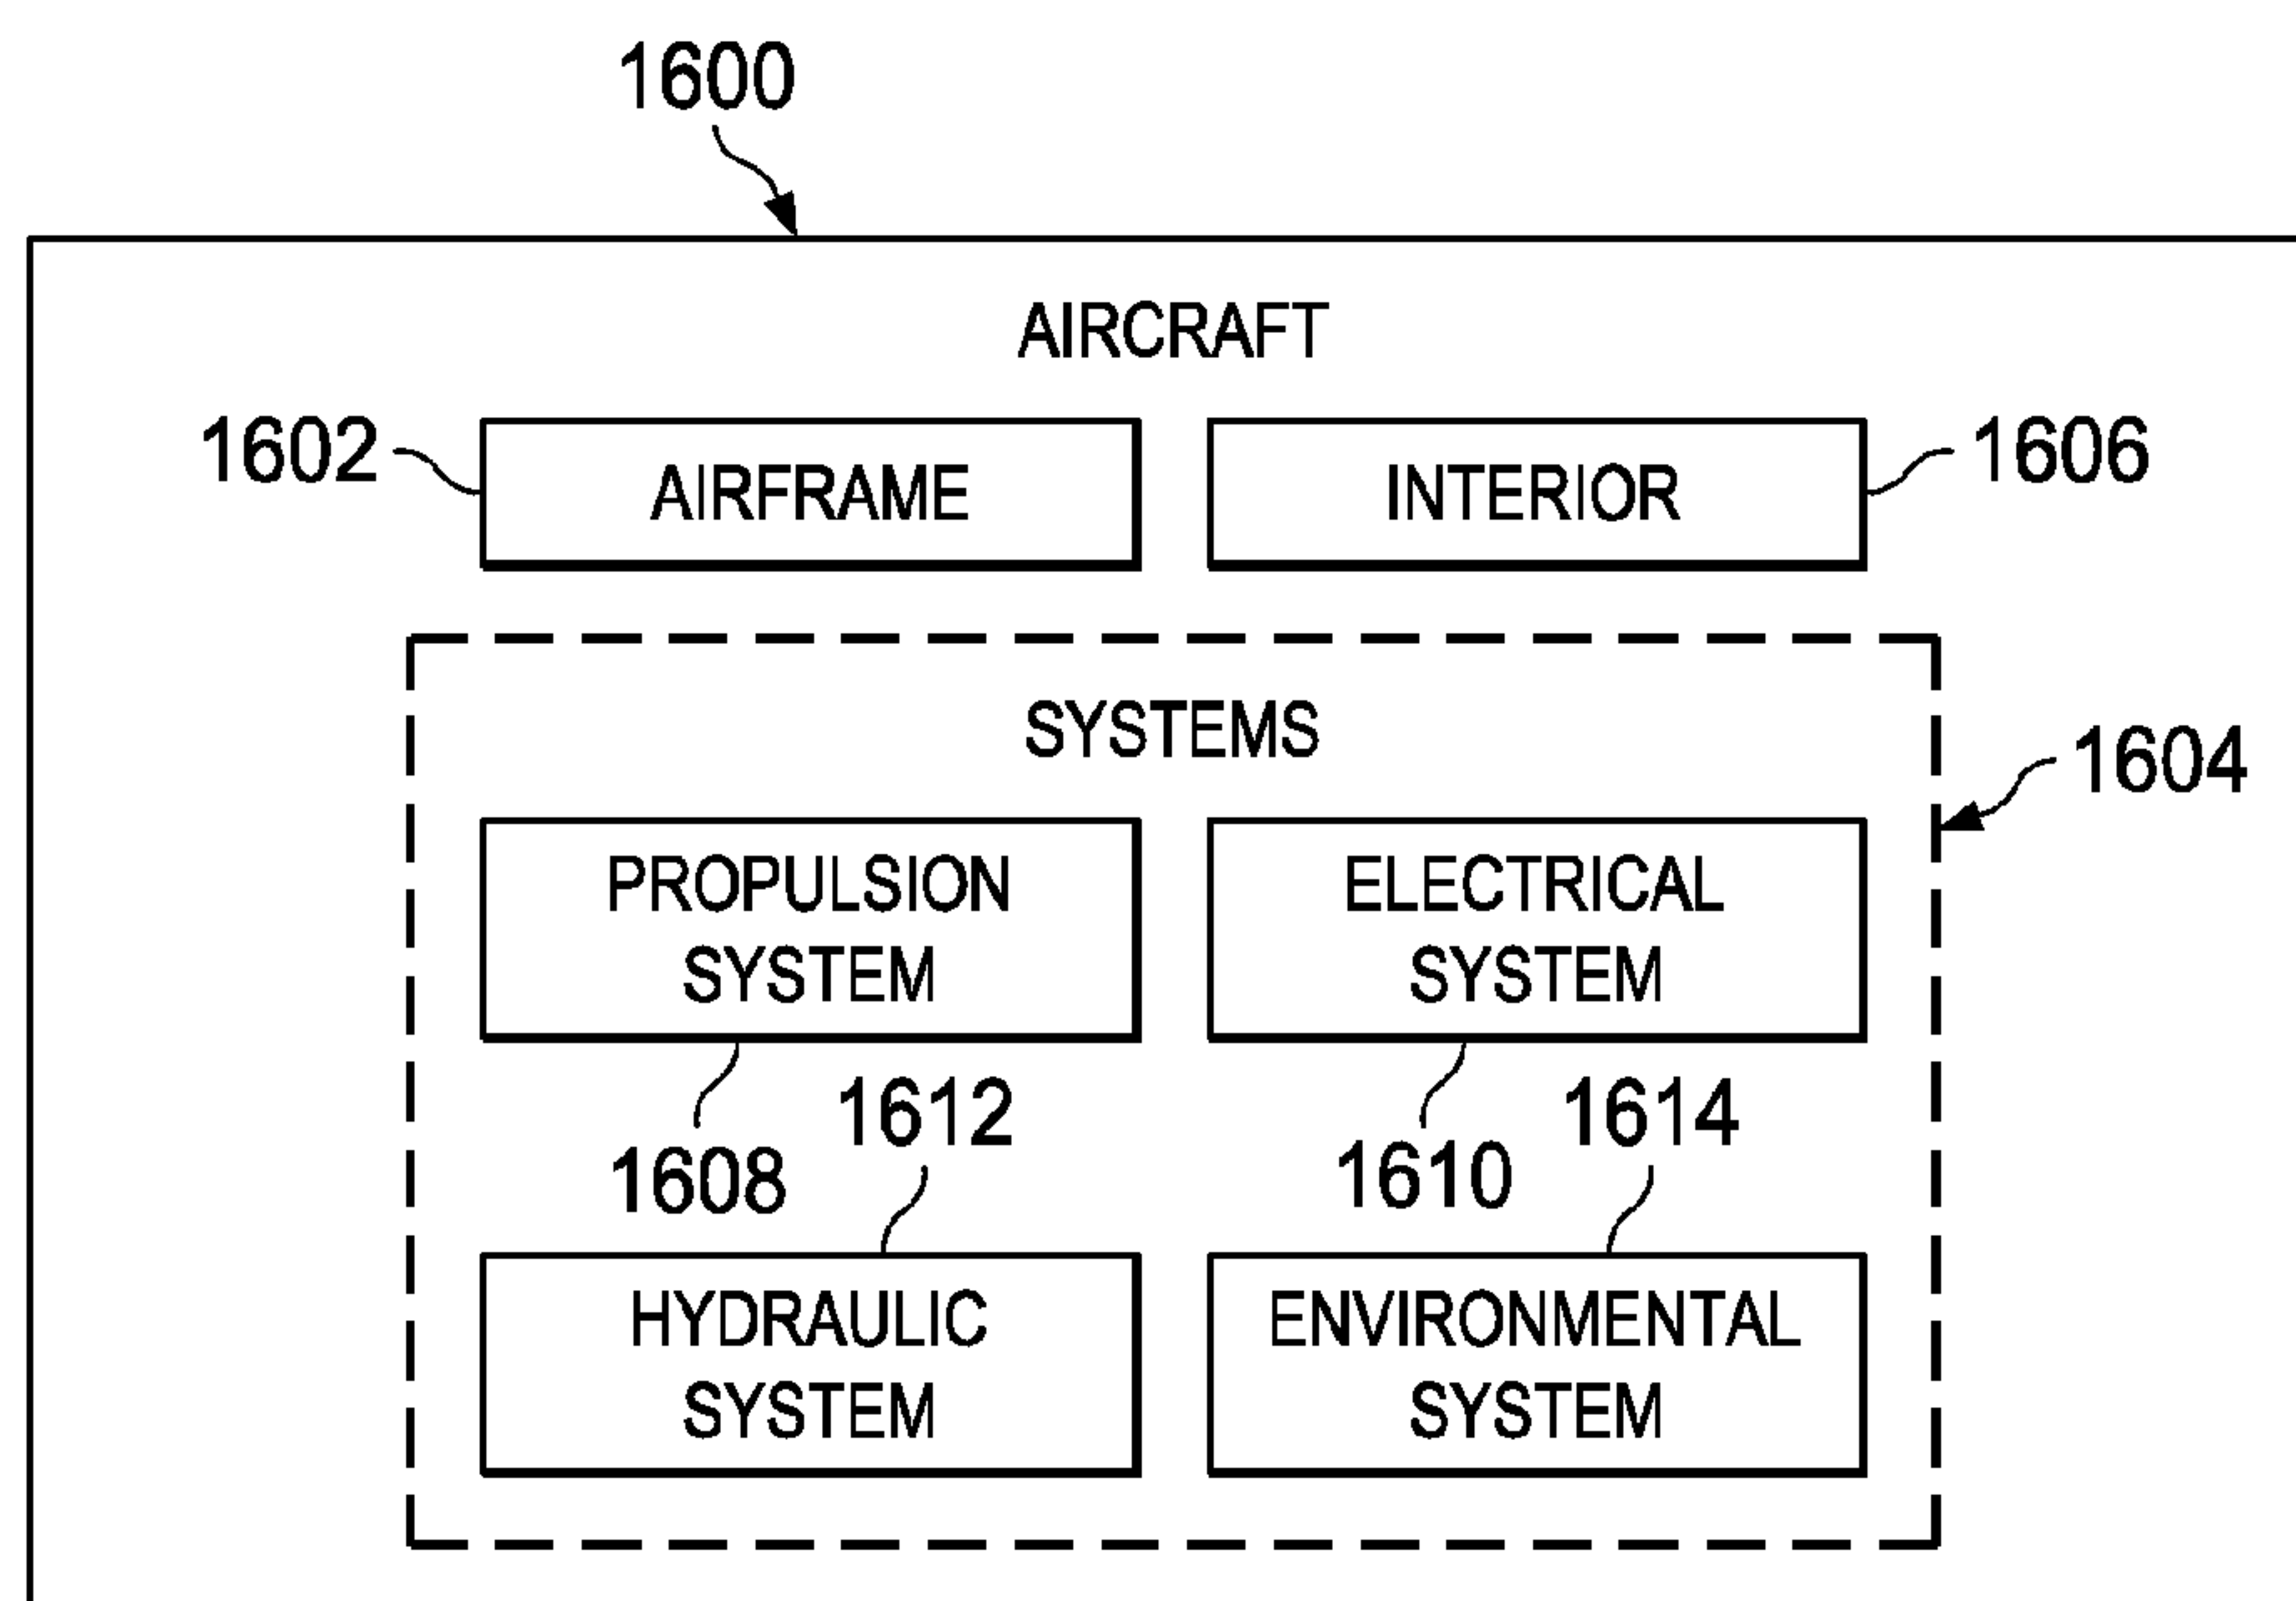 1600
AIRCRAFT
1602
AIRFRAME
INTERIOR
1606
SYSTEMS
1604
PROPULSION
SYSTEM
ELECTRICAL
SYSTEM
1608
1612
1610
1614
HYDRAULIC
SYSTEM
ENVIRONMENTAL
SYSTEM